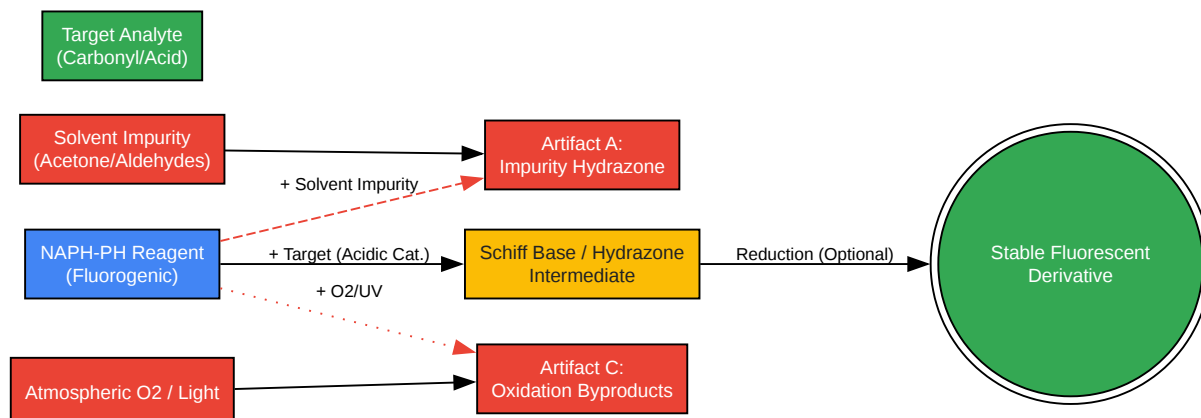 Target Analyte
(Carbonyl/Acid)
Solvent Impurity
(Acetone/Aldehydes)
Artifact A:
Impurity Hydrazone
+ Solvent Impurity
NAPH-PH Reagent
(Fluorogenic)
+ Target (Acidic Cat.)
Schiff Base / Hydrazone
Intermediate
Reduction (Optional)
Stable Fluorescent
Derivative
+ O2/UV
Atmospheric O2 / Light
Artifact C:
Oxidation Byproducts